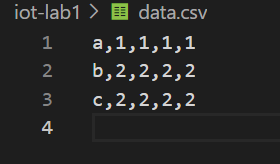 iot-lab1 > data.csv
1 a,1,1,1,1
2 b,2,2,2,2
3 c,2,2,2,2
4